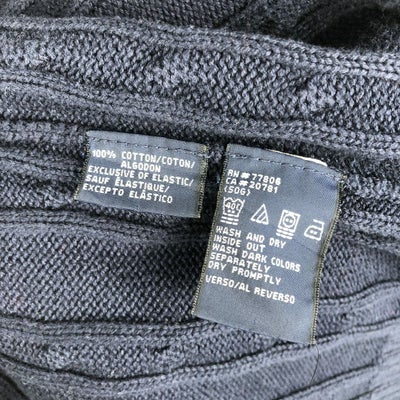 100% COTTON/COTON/
ALGODON
EXCLUSIVE OF ELASTIC/
SAUF ÉLASTIQUE/
EXCEPTO ELÁSTICO
RN #77806
CA #20781
(506)
40
WASH AND DRY
INSIDE OUT
WASH DARK COLORS
SEPARATELY
DRY PROMPTLY
VERSO/AL REVERSO